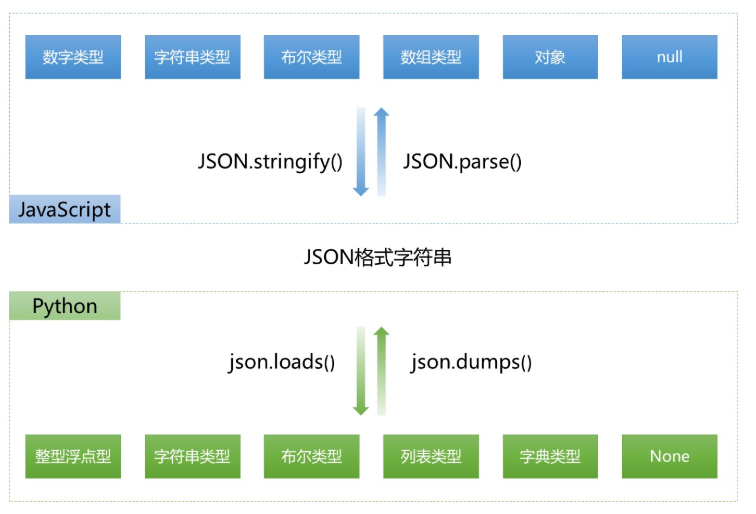 数字类型 字符串类型 布尔类型 数组类型 对象 null
JSON.stringify() JSON.parse()
JavaScript
JSON格式字符串
Python
json.loads() json.dumps()
整型浮点型 字符串类型 布尔类型 列表类型 字典类型 None